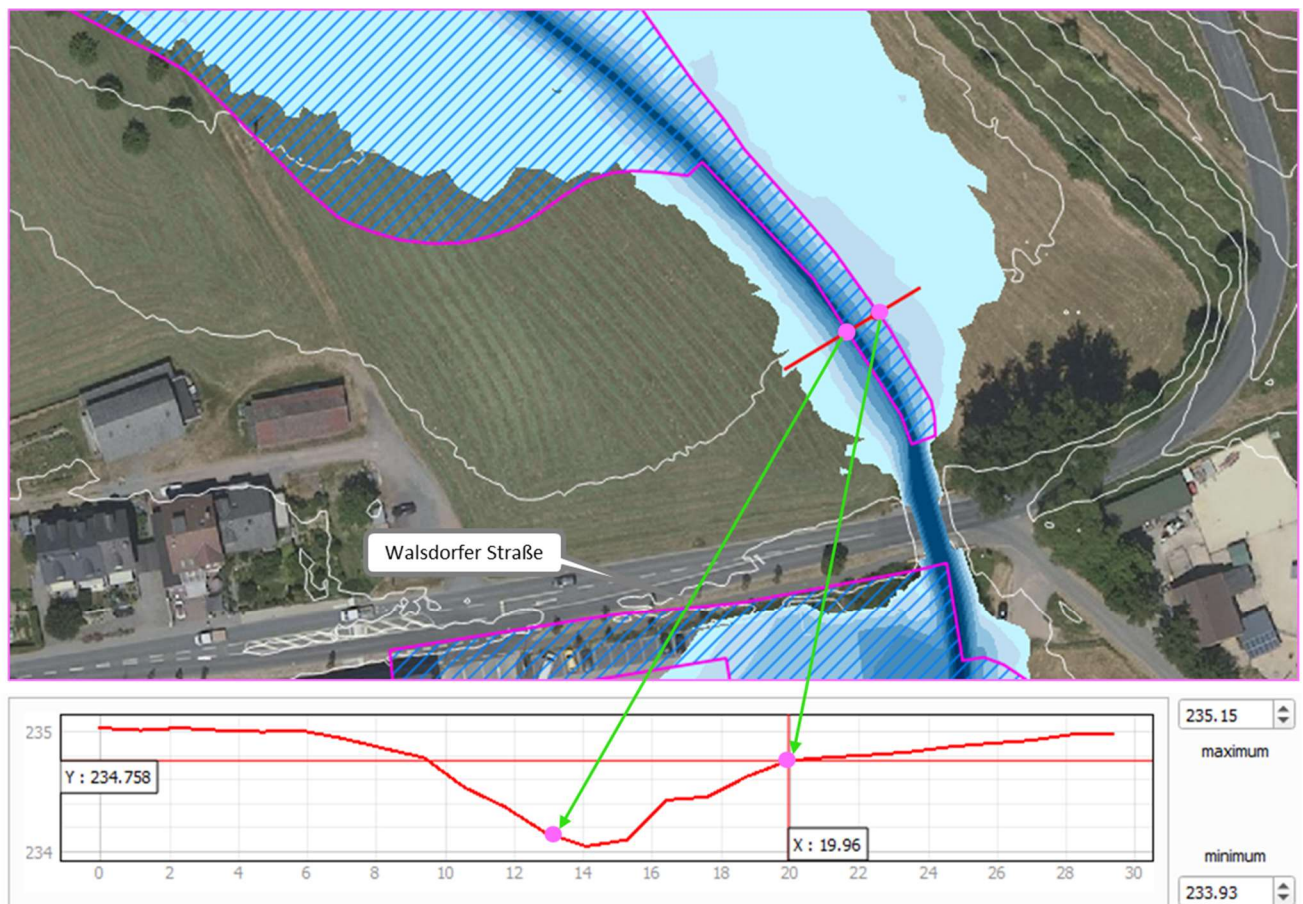 Walsdorfer Straße
235
234
Y : 234.758
X : 19.96
0 2 4 6 8 10 12 14 16 18 20 22 24 26 28 30
235.15
maximum
minimum
233.93